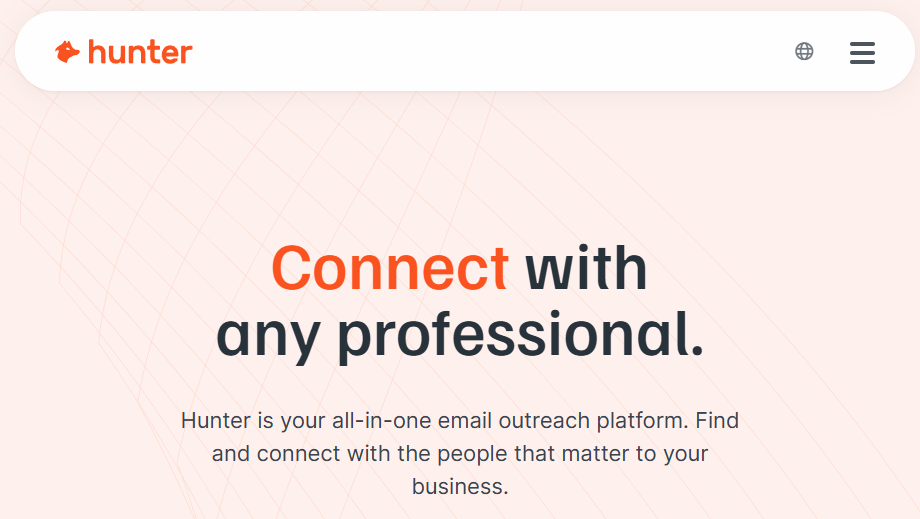 hunter
Connect with
any professional.
Hunter is your all-in-one email outreach platform. Find
and connect with the people that matter to your
business.